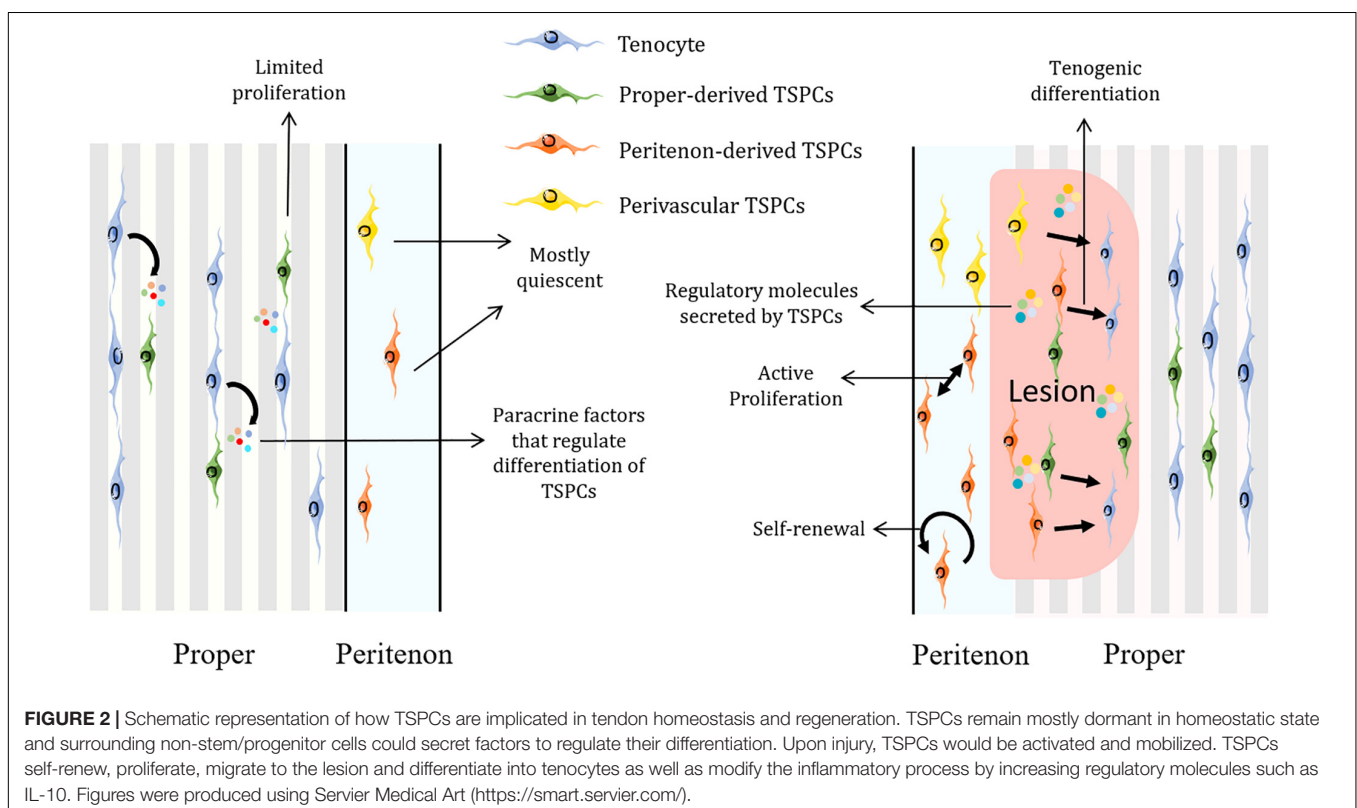 Limited
proliferation
Tenocyte
Proper-derived TSPCs
Peritenon-derived TSPCs
Perivascular TSPCs
Mostly
quiescent
Paracrine factors
that regulate
differentiation of
TSPCs
Proper
Peritenon
Tenogenic
differentiation
Regulatory molecules
secreted by TSPCs
Active
Proliferation
Lesion
Self-renewal
Peritenon
Proper
FIGURE 2 | Schematic representation of how TSPCs are implicated in tendon homeostasis and regeneration. TSPCs remain mostly dormant in homeostatic state
and surrounding non-stem/progenitor cells could secret factors to regulate their differentiation. Upon injury, TSPCs would be activated and mobilized. TSPCs
self-renew, proliferate, migrate to the lesion and differentiate into tenocytes as well as modify the inflammatory process by increasing regulatory molecules such as
IL-10. Figures were produced using Servier Medical Art (https://smart.servier.com/).